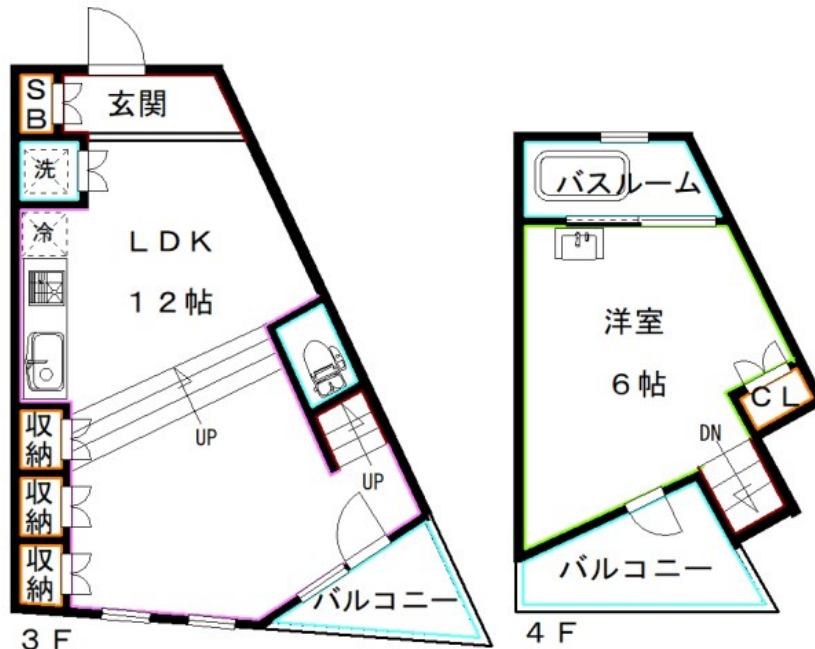 SB
玄関
洗
冷
LDK
12帖
UP
UP
収納
収納
収納
バルコニー
3F
バスルーム
洋室
6帖
CL
DN
バルコニー
4F